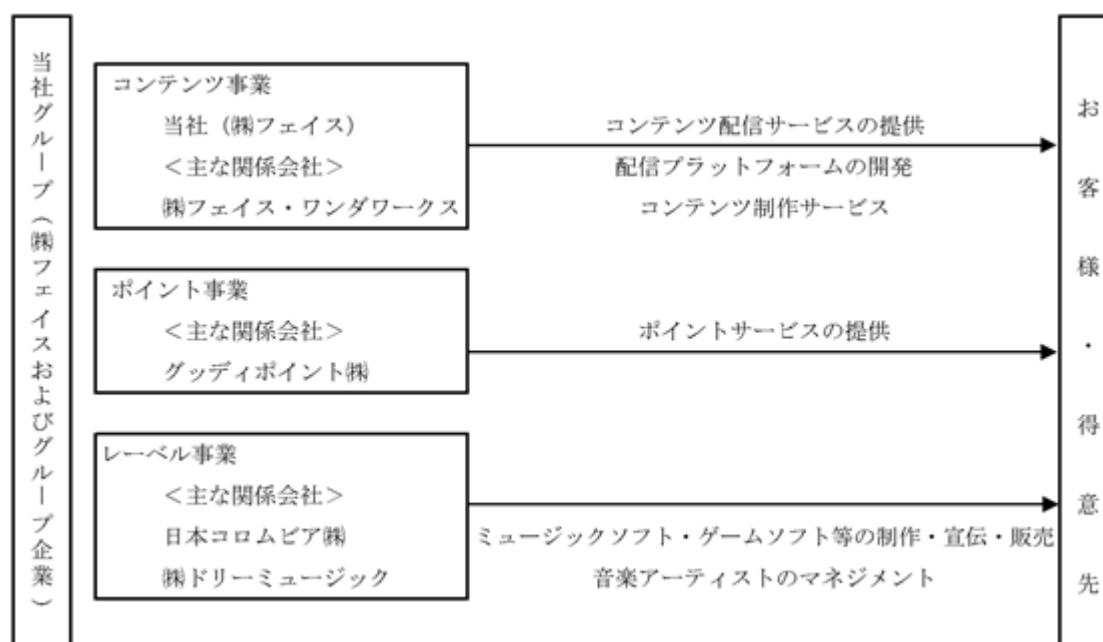 当社グループ（㈱フェイスおよびグループ企業）
コンテンツ事業
当社（㈱フェイス）
＜主な関係会社＞
㈱フェイス・ワンダワークス
コンテンツ配信サービスの提供
配信プラットフォームの開発
コンテンツ制作サービス
ポイント事業
＜主な関係会社＞
グッディポイント㈱
ポイントサービスの提供
レーベル事業
＜主な関係会社＞
日本コロムビア㈱
㈱ドリーミュージック
ミュージックソフト・ゲームソフト等の制作・宣伝・販売
音楽アーティストのマネジメント
お客様・得意先